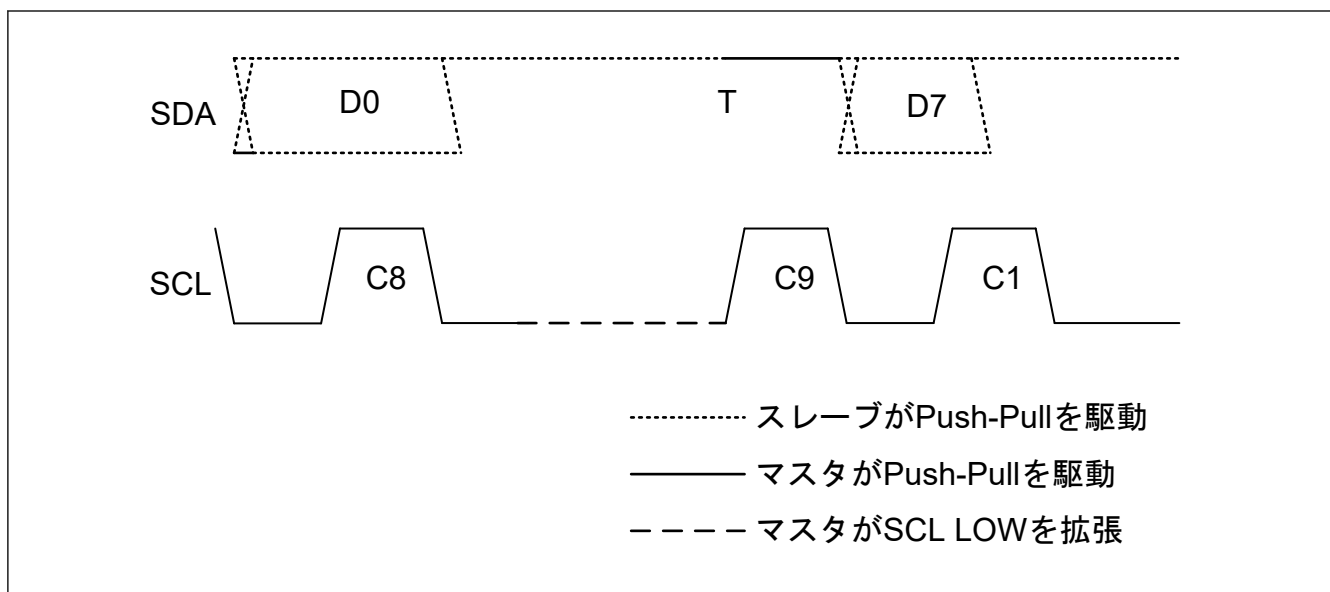 SDA D0 T D7
SCL C8 C9 C1
スレーブがPush-Pullを駆動
マスタがPush-Pullを駆動
マスタがSCL LOWを拡張